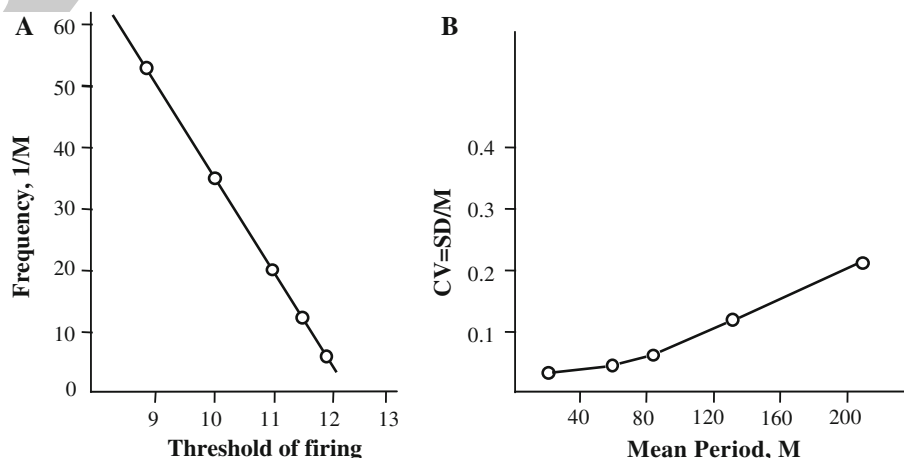 A
Frequency, 1/M
60
50
40
30
20
10
0
9 10 11 12 13
Threshold of firing
B
CV=SD/M
0.4
0.3
0.2
0.1
40 80 120 160 200
Mean Period, M